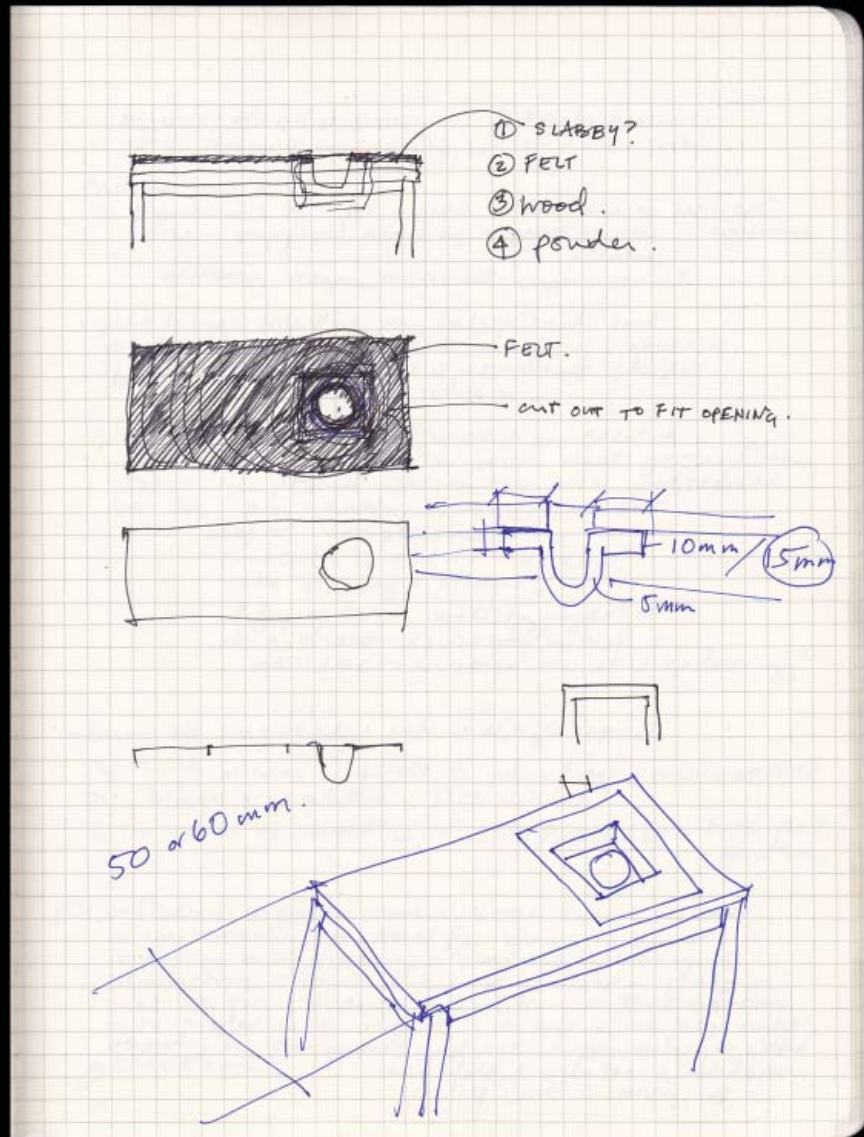 ① SLABBY?
② FELT
③ wood.
④ powder.
FELT.
CUT OUT TO FIT OPENING.
10mm / 15mm
5mm
50 or 60 mm.